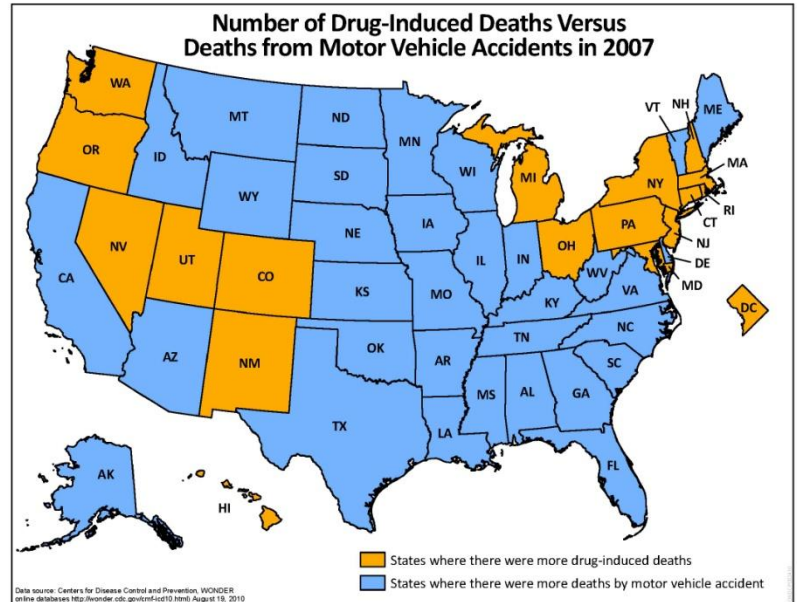 Number of Drug-Induced Deaths Versus
Deaths from Motor Vehicle Accidents in 2007
WA
OR
CA
NV
ID
MT
WY
UT
AZ
CO
NM
ND
SD
NE
KS
OK
TX
MN
IA
MO
AR
LA
WI
IL
IN
MI
OH
KY
TN
MS
AL
GA
FL
SC
NC
VA
WV
PA
NY
VT
NH
ME
MA
RI
CT
NJ
DE
MD
DC
AK
HI
States where there were more drug-induced deaths
States where there were more deaths by motor vehicle accident
Data source: Centers for Disease Control and Prevention, WONDER
online databases http://wonder.cdc.gov/cmf-icd10.html) August 19, 2010